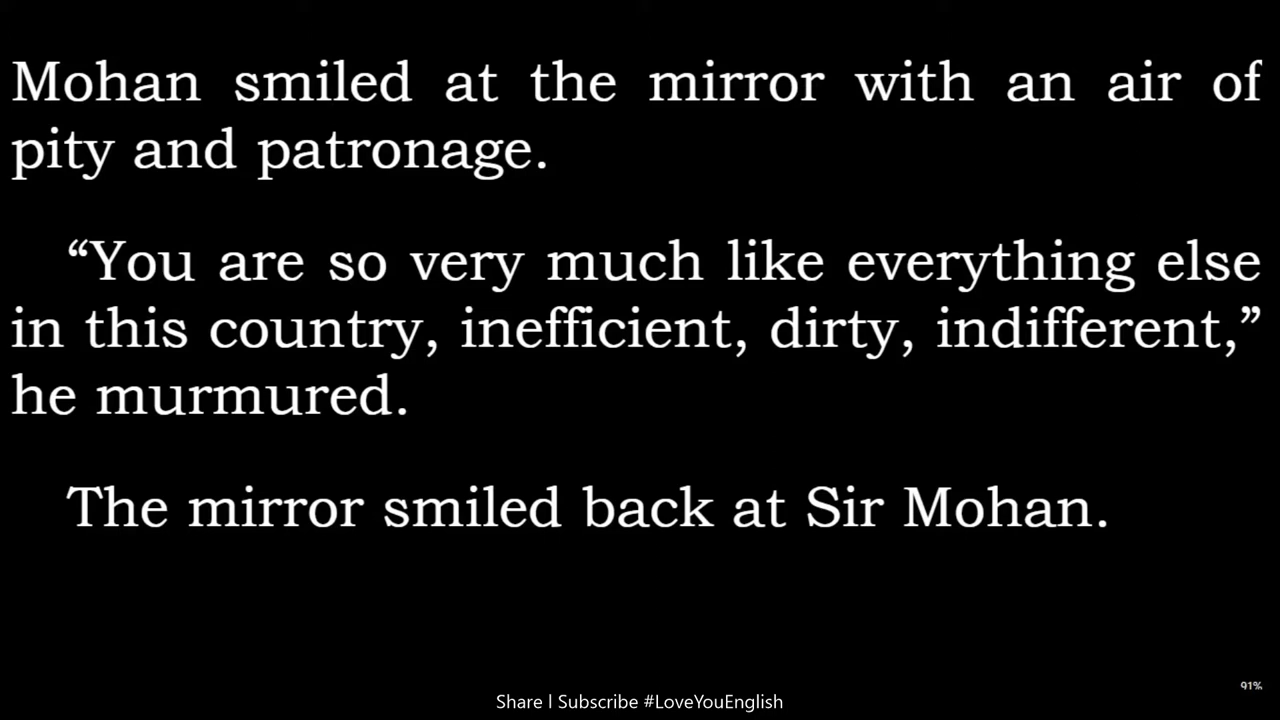 Mohan smiled at the mirror with an air of
pity and patronage.
“You are so very much like everything else
in this country, inefficient, dirty, indifferent,”
he murmured.
The mirror smiled back at Sir Mohan.
91%
Share | Subscribe #LoveYouEnglish